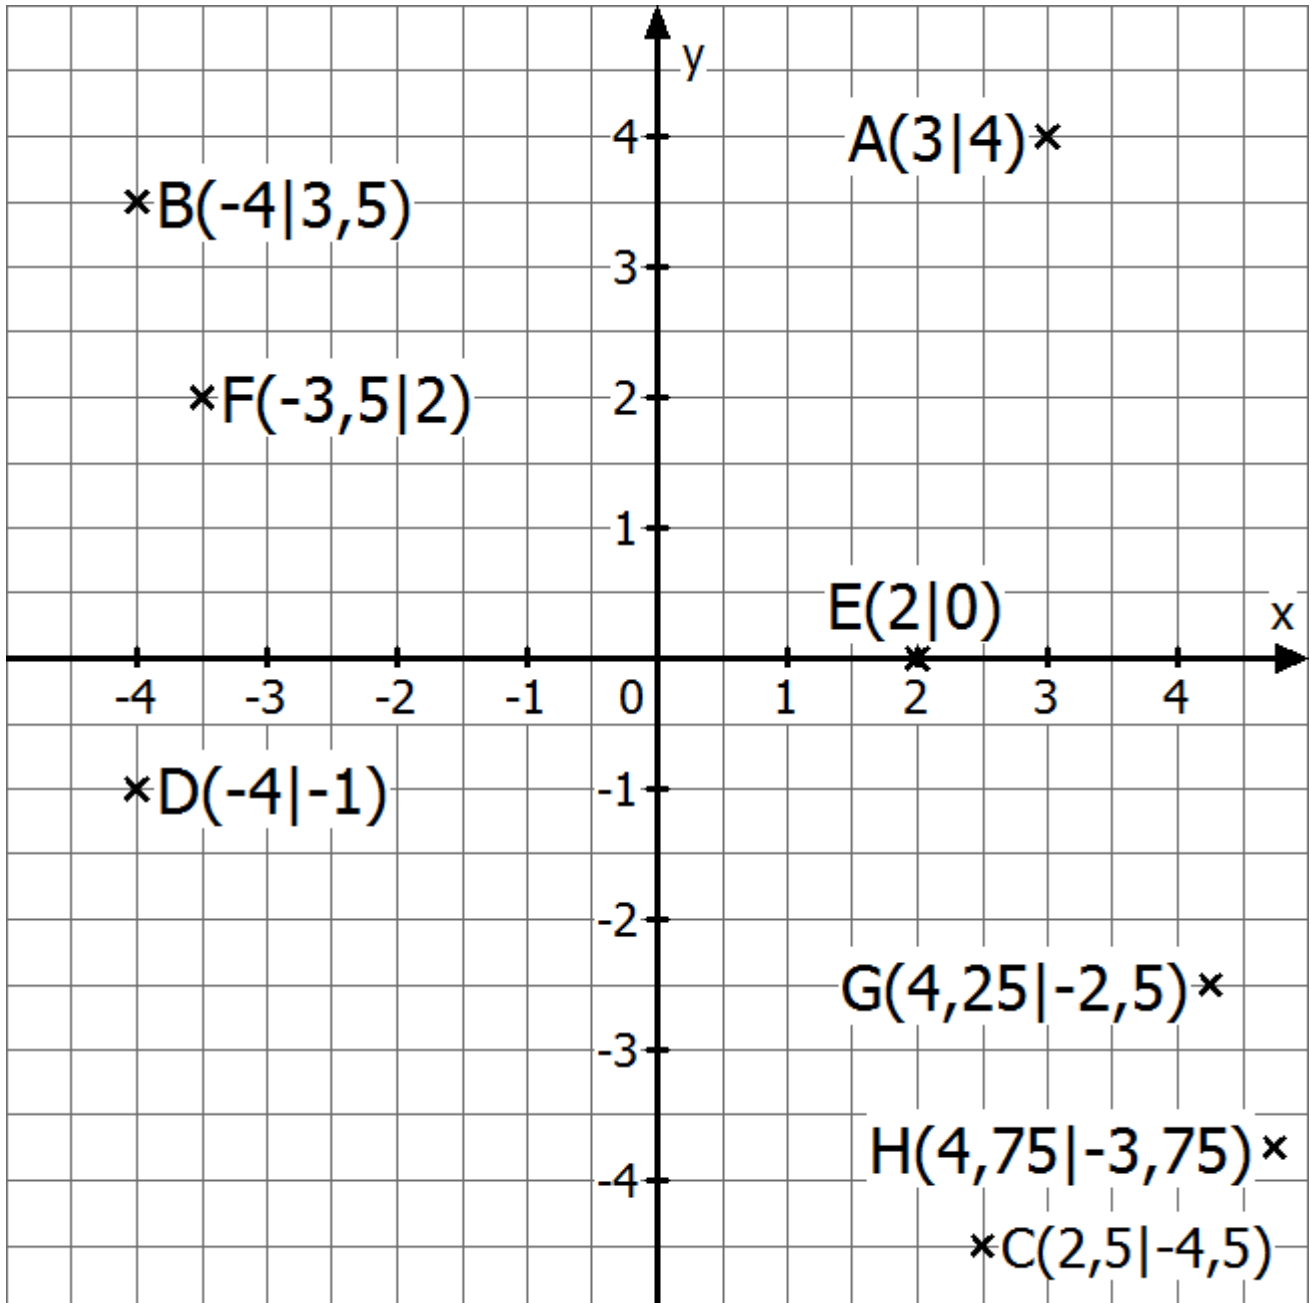 y
4
A(3|4)
B(-4|3,5)
3
F(-3,5|2)
2
1
E(2|0)
x
-4 -3 -2 -1 0 1 2 3 4
D(-4|-1)
-1
-2
G(4,25|-2,5)
-3
H(4,75|-3,75)
-4
C(2,5|-4,5)